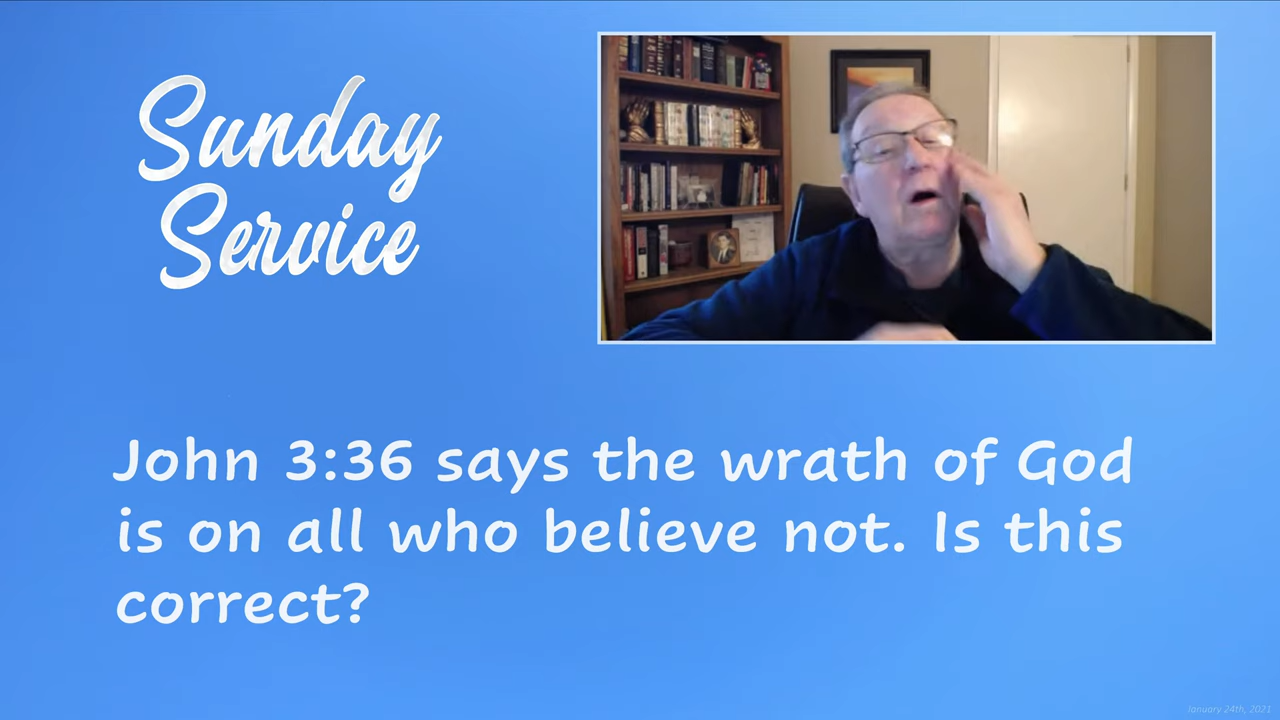 Sunday
Service
John 3:36 says the wrath of God
is on all who believe not. Is this
correct?
January 24th, 2021